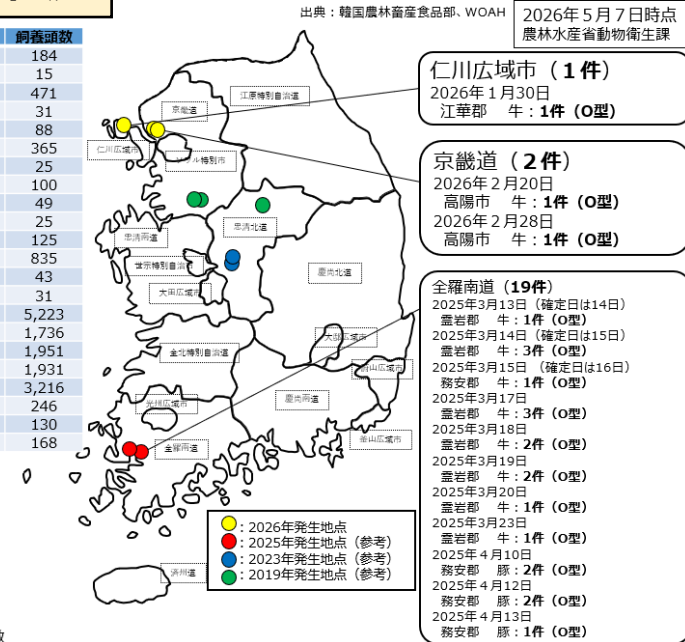 出典：韓国農林畜産食品部、WOAH
2026年５月７日時点
農林水産省動物衛生課
飼養頭数
184
15
471
31
88
365
25
100
49
25
125
835
43
31
5,223
1,736
1,951
1,931
3,216
246
130
168
京畿道
江原特別自治道
仁川広域市
ソウル特別市
忠清北道
忠清南道
世宗特別自治市
大田広域市
慶尚北道
大邱広域市
全北特別自治道
蔚山広域市
光州広域市
慶尚南道
全羅南道
釜山広域市
済州道
仁川広域市（１件）
2026年１月30日
江華郡　牛：1件（O型）
京畿道（２件）
2026年２月20日
高陽市　牛：1件（O型）
2026年２月28日
高陽市　牛：1件（O型）
全羅南道（19件）
2025年3月13日（確定日は14日）
霊岩郡　牛：1件（O型）
2025年3月14日（確定日は15日）
霊岩郡　牛：3件（O型）
2025年3月15日（確定日は16日）
務安郡　牛：1件（O型）
2025年3月17日
霊岩郡　牛：3件（O型）
2025年3月18日
霊岩郡　牛：2件（O型）
2025年3月19日
霊岩郡　牛：2件（O型）
2025年3月20日
霊岩郡　牛：1件（O型）
2025年3月23日
霊岩郡　牛：1件（O型）
2025年４月10日
務安郡　豚：2件（O型）
2025年４月12日
務安郡　豚：2件（O型）
2025年４月13日
務安郡　豚：1件（O型）
：2026年発生地点
：2025年発生地点（参考）
：2023年発生地点（参考）
：2019年発生地点（参考）